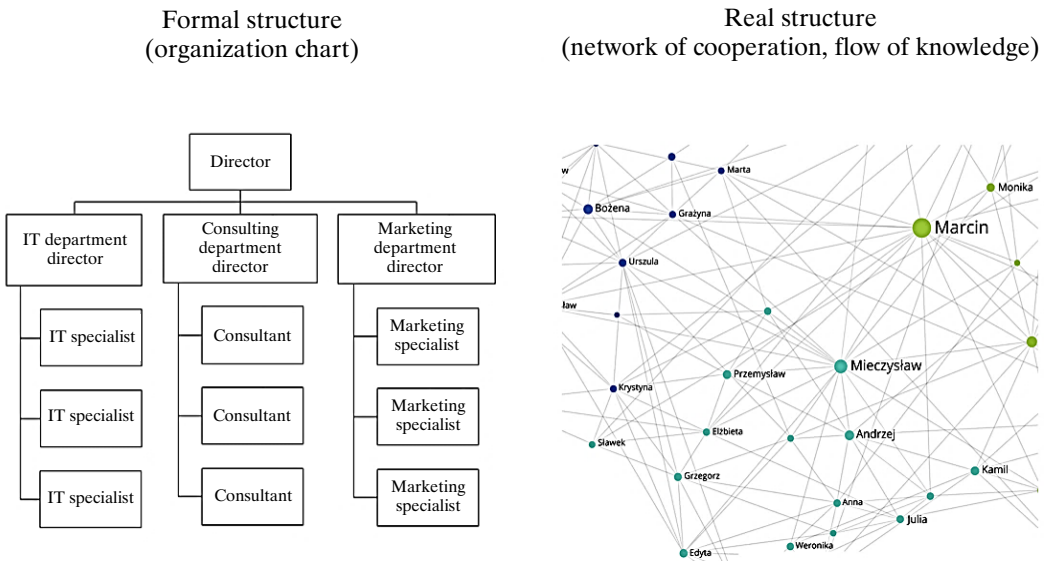 Formal structure
(organization chart)
Director
IT department
director
Consulting
department
director
Marketing
department
director
IT specialist
IT specialist
IT specialist
Consultant
Consultant
Consultant
Marketing
specialist
Marketing
specialist
Marketing
specialist
Real structure
(network of cooperation, flow of knowledge)
w
Marta
Monika
Bożena
Grażyna
Marcin
Urszula
ław
Mieczysław
Przemysław
Krystyna
Elżbieta
Andrzej
Sławek
Kamil
Grzegorz
Anna
Julia
Weronika
Edyta